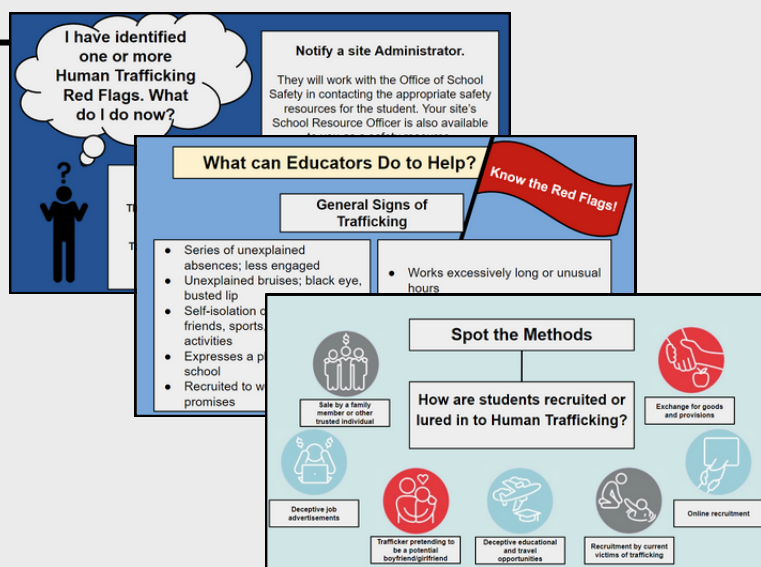 I have identified
one or more
Human Trafficking
Red Flags. What
do I do now?
?
Notify a site Administrator.
They will work with the Office of School
Safety in contacting the appropriate safety
resources for the student. Your site's
School Resource Officer is also available
What can Educators Do to Help?
Know the Red Flags!
General Signs of
Trafficking
● Series of unexplained
absences; less engaged
● Unexplained bruises; black eye,
busted lip
● Self-isolation
friends, sports,
activities
● Expresses a
school
● Recruited to
promises
● Works excessively long or unusual
hours
Spot the Methods
How are students recruited or
lured in to Human Trafficking?
$
Sale by a family
member or other
trusted individual
Exchange for goods
and provisions
Deceptive job
advertisements
Trafficker pretending to
be a potential
boyfriend/girlfriend
Deceptive educational
and travel
opportunities
Recruitment by current
victims of trafficking
Online recruitment